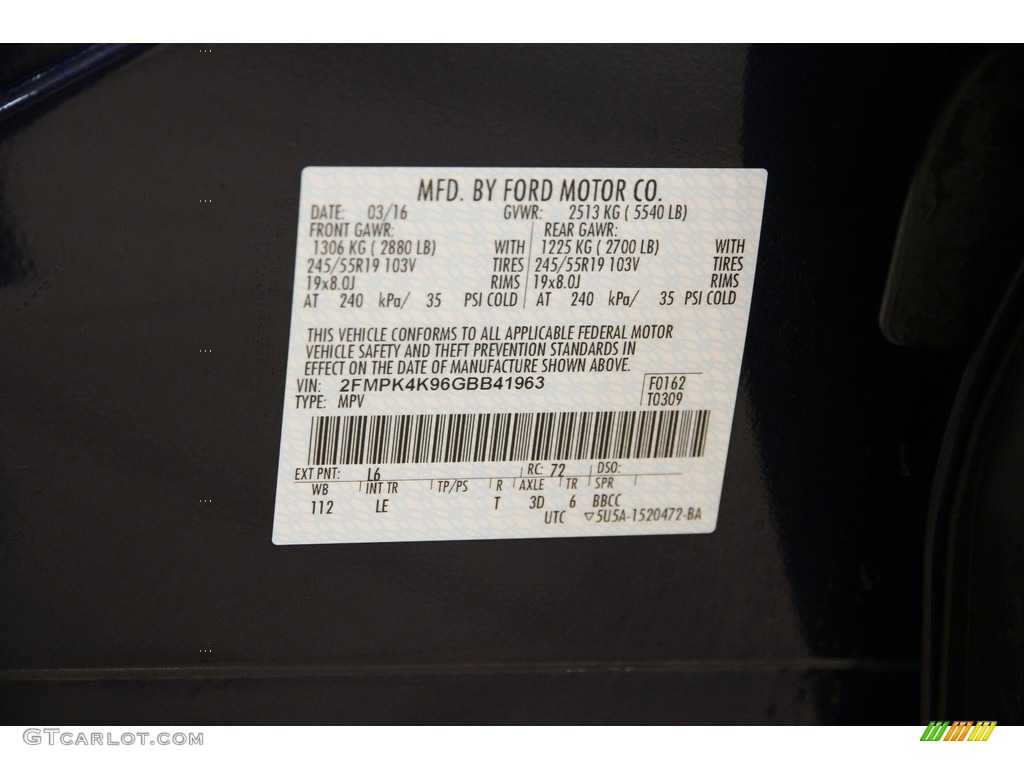 MFD. BY FORD MOTOR CO.
DATE: 03/16 GVWR: 2513 KG ( 5540 LB)
FRONT GAWR: REAR GAWR:
1306 KG ( 2880 LB) WITH 1225 KG ( 2700 LB) WITH
245/55R19 103V TIRES 245/55R19 103V TIRES
19x8.0J RIMS 19x8.0J RIMS
AT 240 kPa/ 35 PSI COLD AT 240 kPa/ 35 PSI COLD
THIS VEHICLE CONFORMS TO ALL APPLICABLE FEDERAL MOTOR
VEHICLE SAFETY AND THEFT PREVENTION STANDARDS IN
EFFECT ON THE DATE OF MANUFACTURE SHOWN ABOVE.
VIN: 2FMPK4K96GBB41963 F0162
TYPE: MPV T0309
EXT PNT: L6 RC: 72 DSO:
WB INT TR TP/PS R AXLE TR SPR
112 LE T 3D 6 BBCC
UTC ▽5U5A-1520472-BA
GTcarlot.com